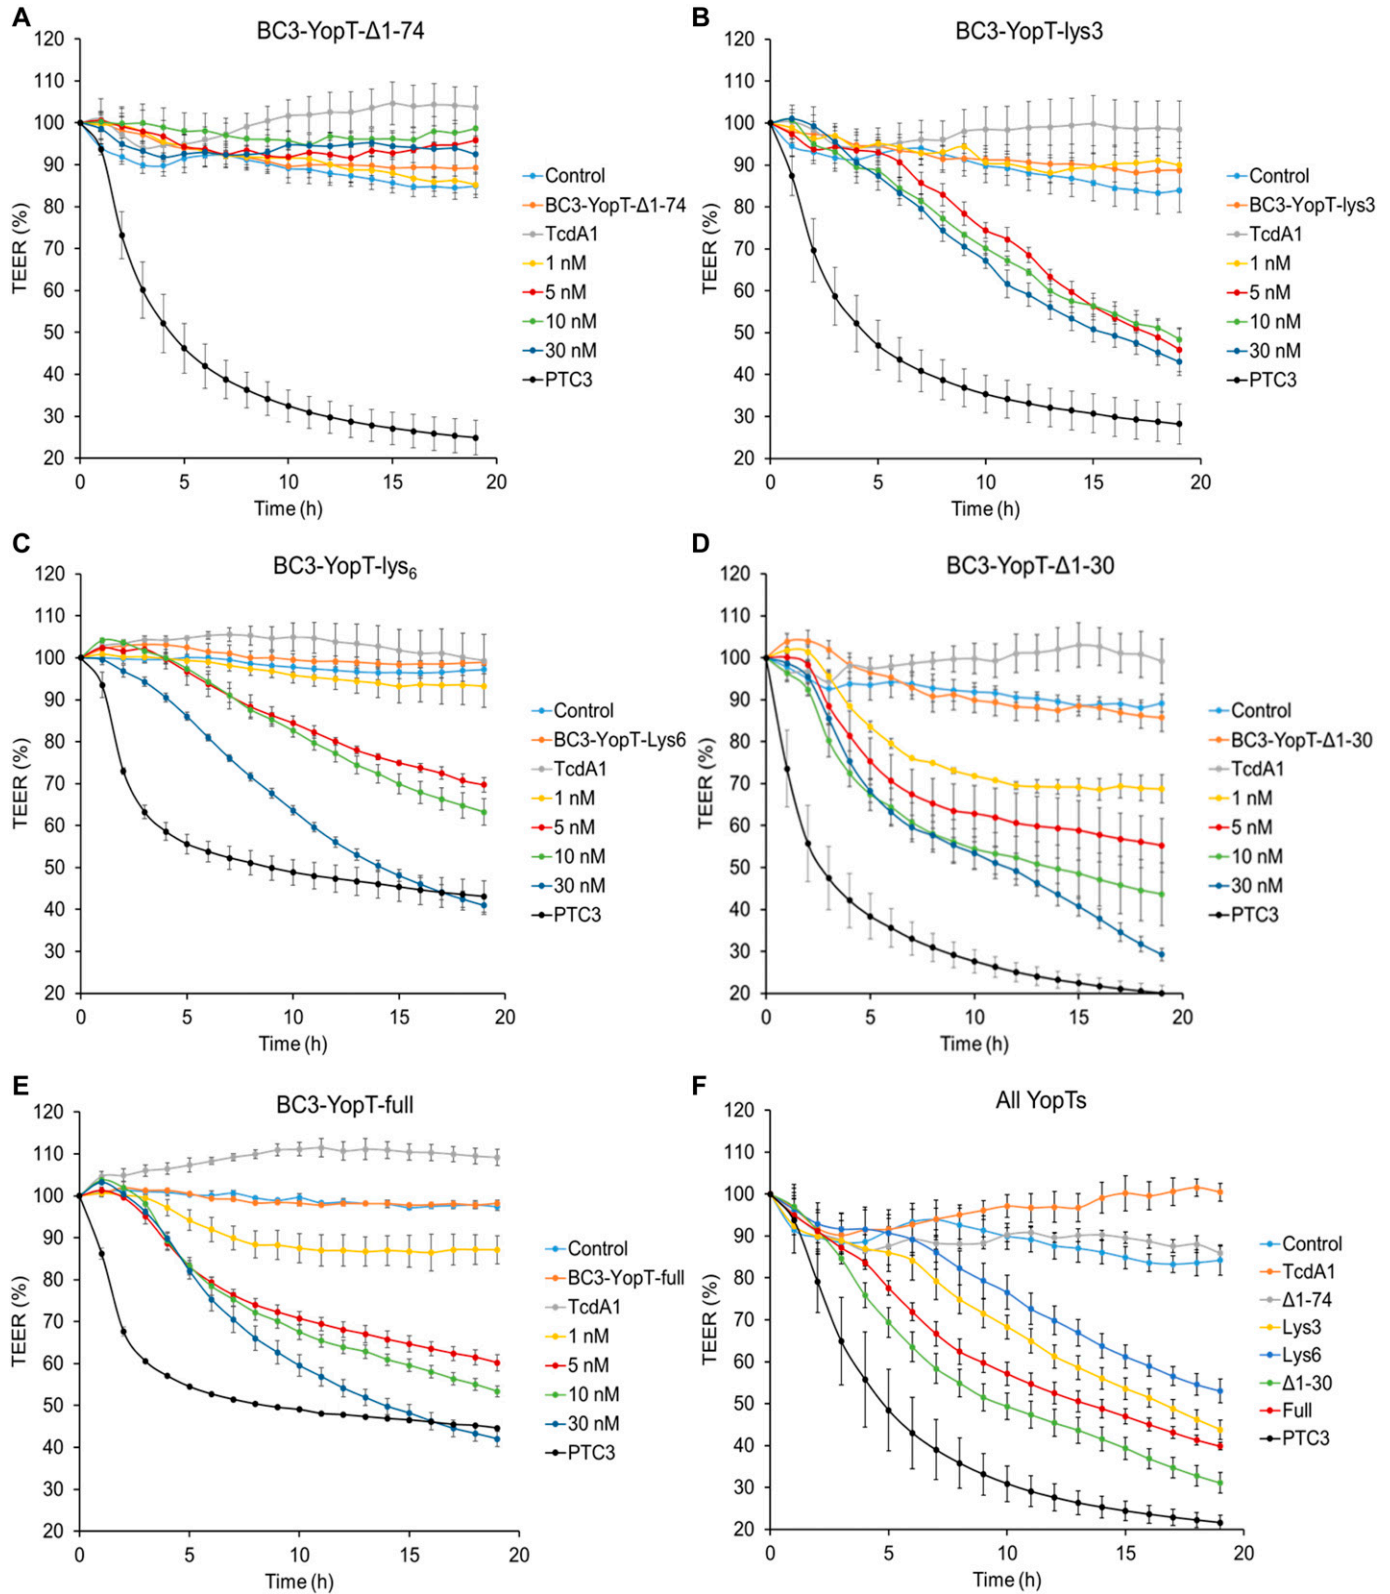 A
BC3-YopT-Δ1-74
120
110
100
90
80
70
60
50
40
30
20
TEER (%)
0
5
10
15
20
Time (h)
Control
BC3-YopT-Δ1-74
TcdA1
1 nM
5 nM
10 nM
30 nM
PTC3
B
BC3-YopT-lys3
120
110
100
90
80
70
60
50
40
30
20
TEER (%)
0
5
10
15
20
Time (h)
Control
BC3-YopT-lys3
TcdA1
1 nM
5 nM
10 nM
30 nM
PTC3
C
BC3-YopT-lys₆
120
110
100
90
80
70
60
50
40
30
20
TEER (%)
0
5
10
15
20
Time (h)
Control
BC3-YopT-Lys6
TcdA1
1 nM
5 nM
10 nM
30 nM
PTC3
D
BC3-YopT-Δ1-30
120
110
100
90
80
70
60
50
40
30
20
TEER (%)
0
5
10
15
20
Time (h)
Control
BC3-YopT-Δ1-30
TcdA1
1 nM
5 nM
10 nM
30 nM
PTC3
E
BC3-YopT-full
120
110
100
90
80
70
60
50
40
30
20
TEER (%)
0
5
10
15
20
Time (h)
Control
BC3-YopT-full
TcdA1
1 nM
5 nM
10 nM
30 nM
PTC3
F
All YopTs
120
110
100
90
80
70
60
50
40
30
20
TEER (%)
0
5
10
15
20
Time (h)
Control
TcdA1
Δ1-74
Lys3
Lys6
Δ1-30
Full
PTC3